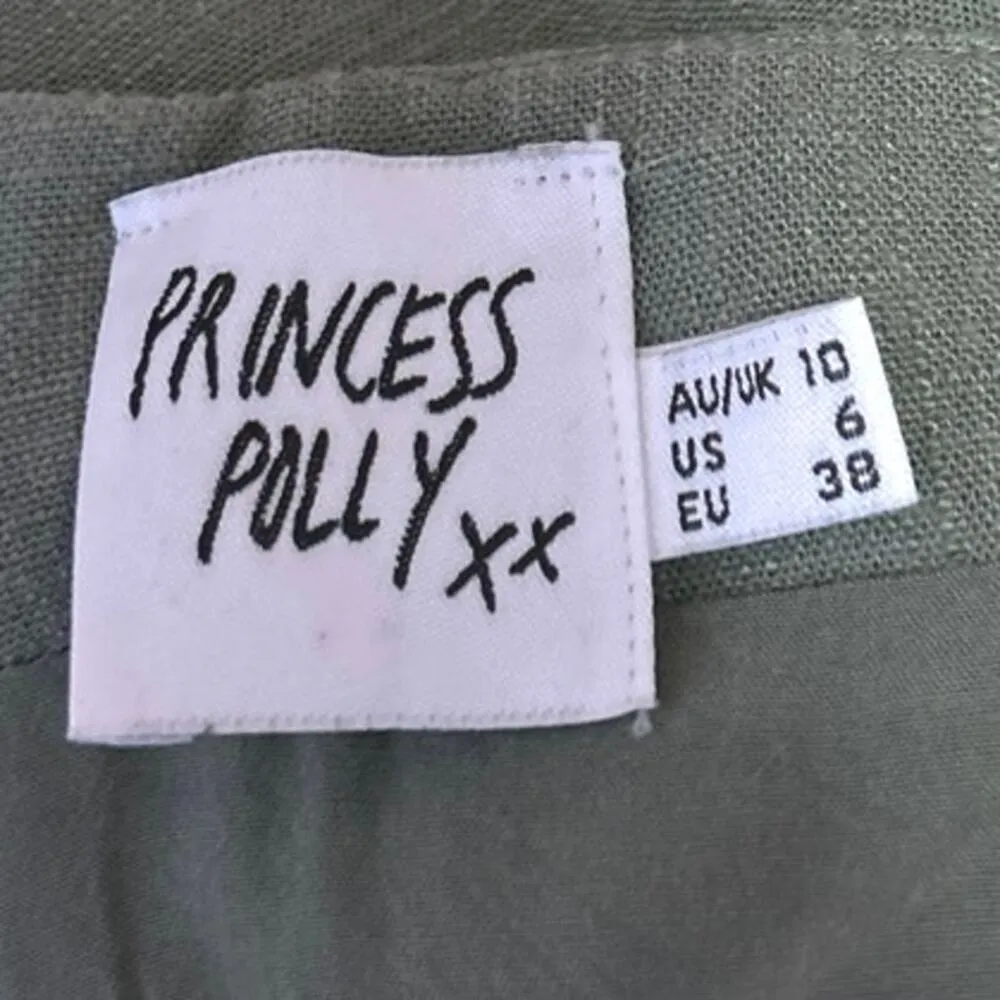 PRINCESS
POLLY
xx
AU/UK 10
US 6
EU 38